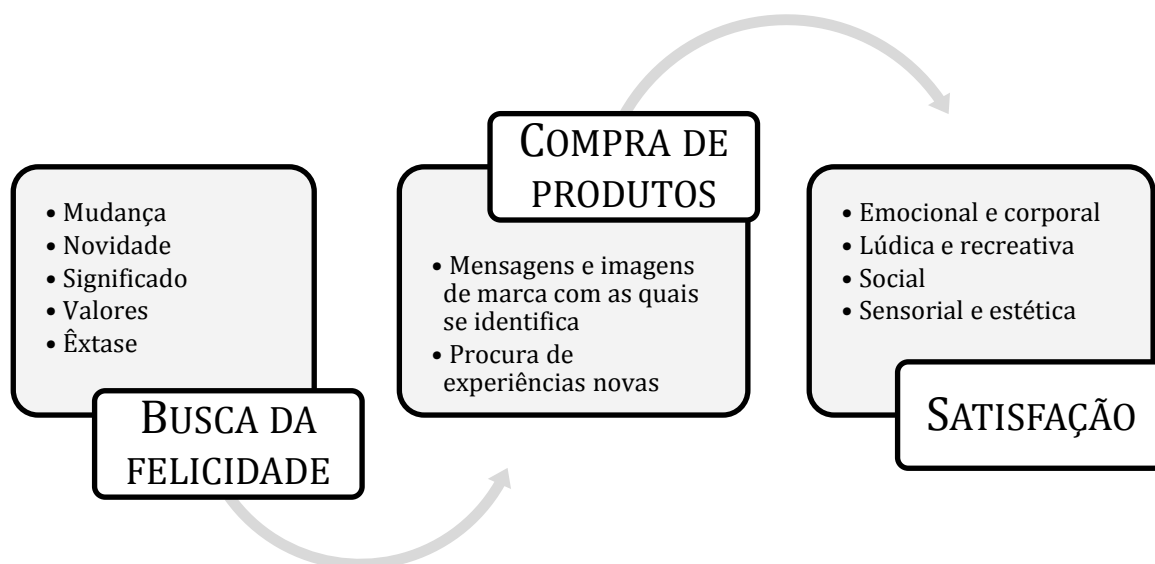 • Mudança
• Novidade
• Significado
• Valores
• Êxtase
BUSCA DA
FELICIDADE
COMPRA DE
PRODUTOS
• Mensagens e imagens
de marca com as quais
se identifica
• Procura de
experiências novas
• Emocional e corporal
• Lúdica e recreativa
• Social
• Sensorial e estética
SATISFAÇÃO